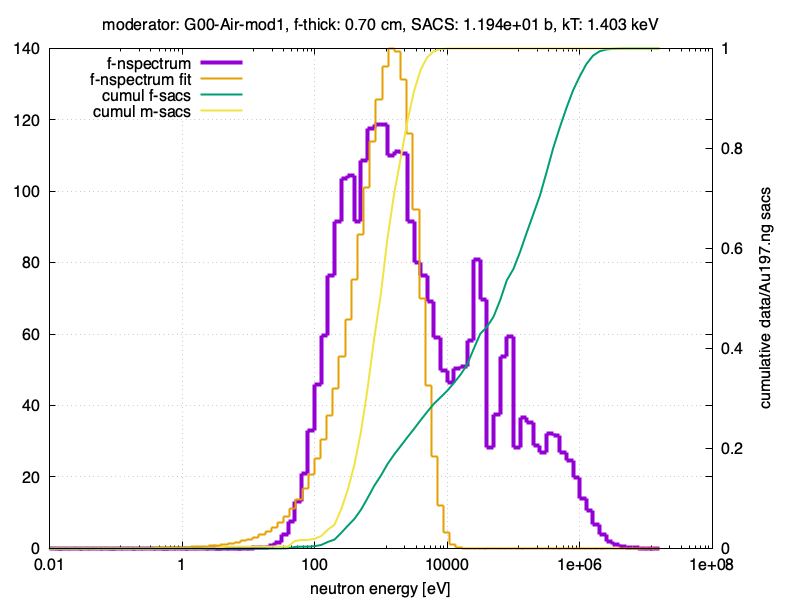 moderator: G00-Air-mod1, f-thick: 0.70 cm, SACS: 1.194e+01 b, kT: 1.403 keV
f-nspectrum
f-nspectrum fit
cumul f-sacs
cumul m-sacs
140
120
100
80
60
40
20
0
1
0.8
0.6
0.4
0.2
0
cumulative data/Au197.ng sacs
0.01
1
100
10000
1e+06
1e+08
neutron energy [eV]